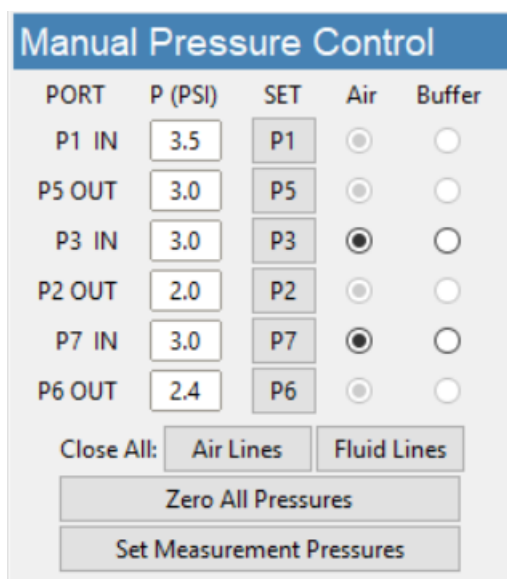 Manual Pressure Control
PORT P (PSI) SET Air Buffer
P1 IN 3.5 P1
P5 OUT 3.0 P5
P3 IN 3.0 P3
P2 OUT 2.0 P2
P7 IN 3.0 P7
P6 OUT 2.4 P6
Close All: Air Lines Fluid Lines
Zero All Pressures
Set Measurement Pressures